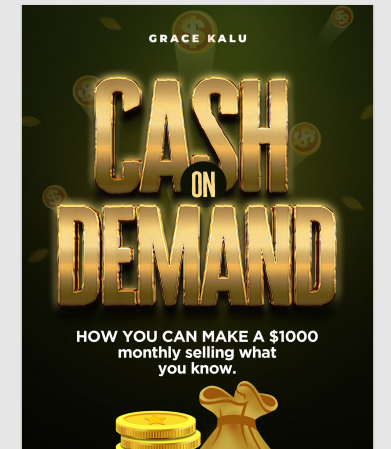 GRACE KALU
CASH
ON
DEMAND
HOW YOU CAN MAKE A $1000
monthly selling what
you know.